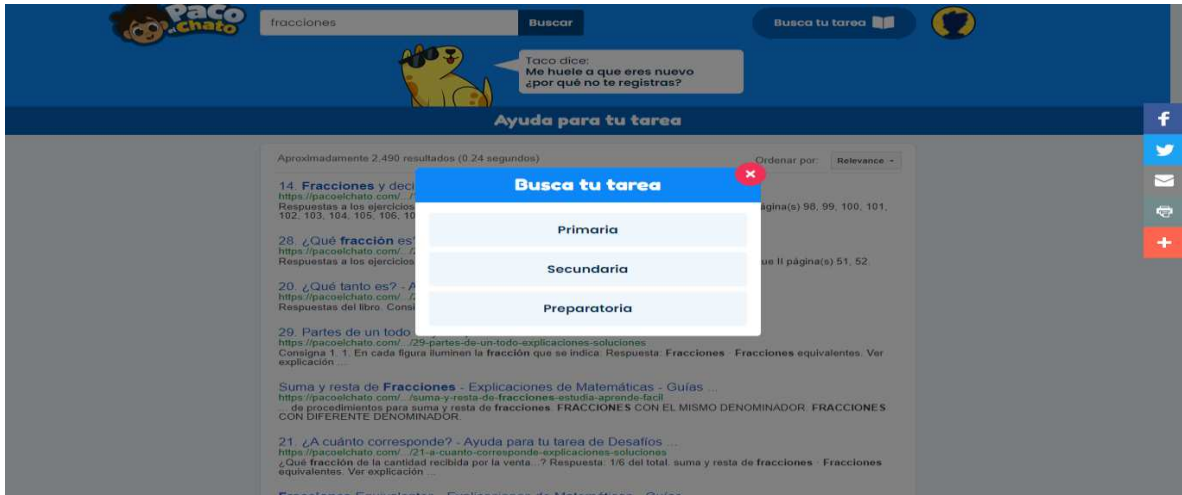 Paco
el Chato
fracciones
Buscar
Busca tu tarea
Taco dice:
Me huele a que eres nuevo
¿por qué no te registras?
Ayuda para tu tarea
Aproximadamente 2,490 resultados (0.24 segundos)
Ordenar por:
Relevance
Busca tu tarea
Primaria
Secundaria
Preparatoria
14. Fracciones y deci
https://pacoelchato.com/.../
Respuestas a los ejercicios
ágina(s) 98, 99, 100, 101,
102, 103, 104, 105, 106, 10
28. ¿Qué fracción es
https://pacoelchato.com/.../
Respuestas a los ejercicios
ue II página(s) 51, 52.
20. ¿Qué tanto es? - A
https://pacoelchato.com/.../
Respuestas del libro. Consi
29. Partes de un todo
https://pacoelchato.com/.../29-partes-de-un-todo-explicaciones-soluciones
Consigna 1. 1. En cada figura iluminen la fracción que se indica. Respuesta: Fracciones · Fracciones equivalentes. Ver
explicación ...
Suma y resta de Fracciones - Explicaciones de Matemáticas - Guías ...
https://pacoelchato.com/.../suma-y-resta-de-fracciones-estudia-aprende-facil
... de procedimientos para suma y resta de fracciones. FRACCIONES CON EL MISMO DENOMINADOR. FRACCIONES
CON DIFERENTE DENOMINADOR.
21. ¿A cuánto corresponde? - Ayuda para tu tarea de Desafíos ...
https://pacoelchato.com/.../21-a-cuanto-corresponde-explicaciones-soluciones
¿Qué fracción de la cantidad recibida por la venta...? Respuesta: 1/6 del total. suma y resta de fracciones · Fracciones
equivalentes. Ver explicación ...
Fracciones Equivalentes - Explicaciones de Matemáticas - Guías